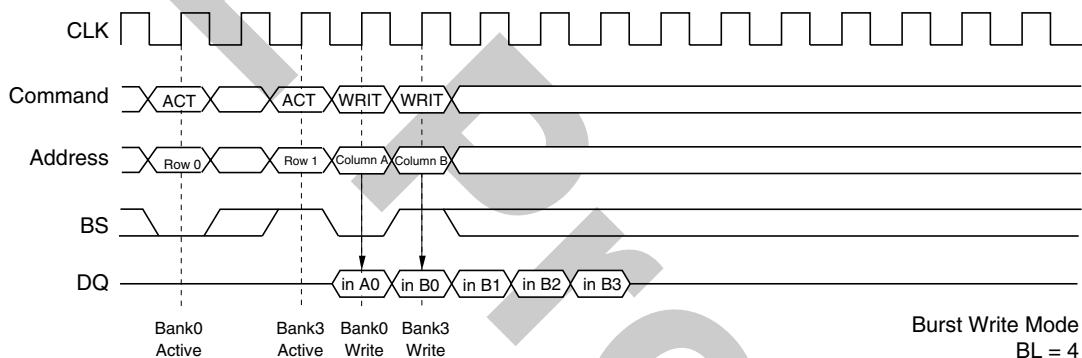 CLK
Command ACT ACT WRIT WRIT
Address Row 0 Row 1 Column A Column B
BS
DQ in A0 in B0 in B1 in B2 in B3
Bank0 Bank3 Bank0 Bank3 Burst Write Mode
Active Active Write Write BL = 4